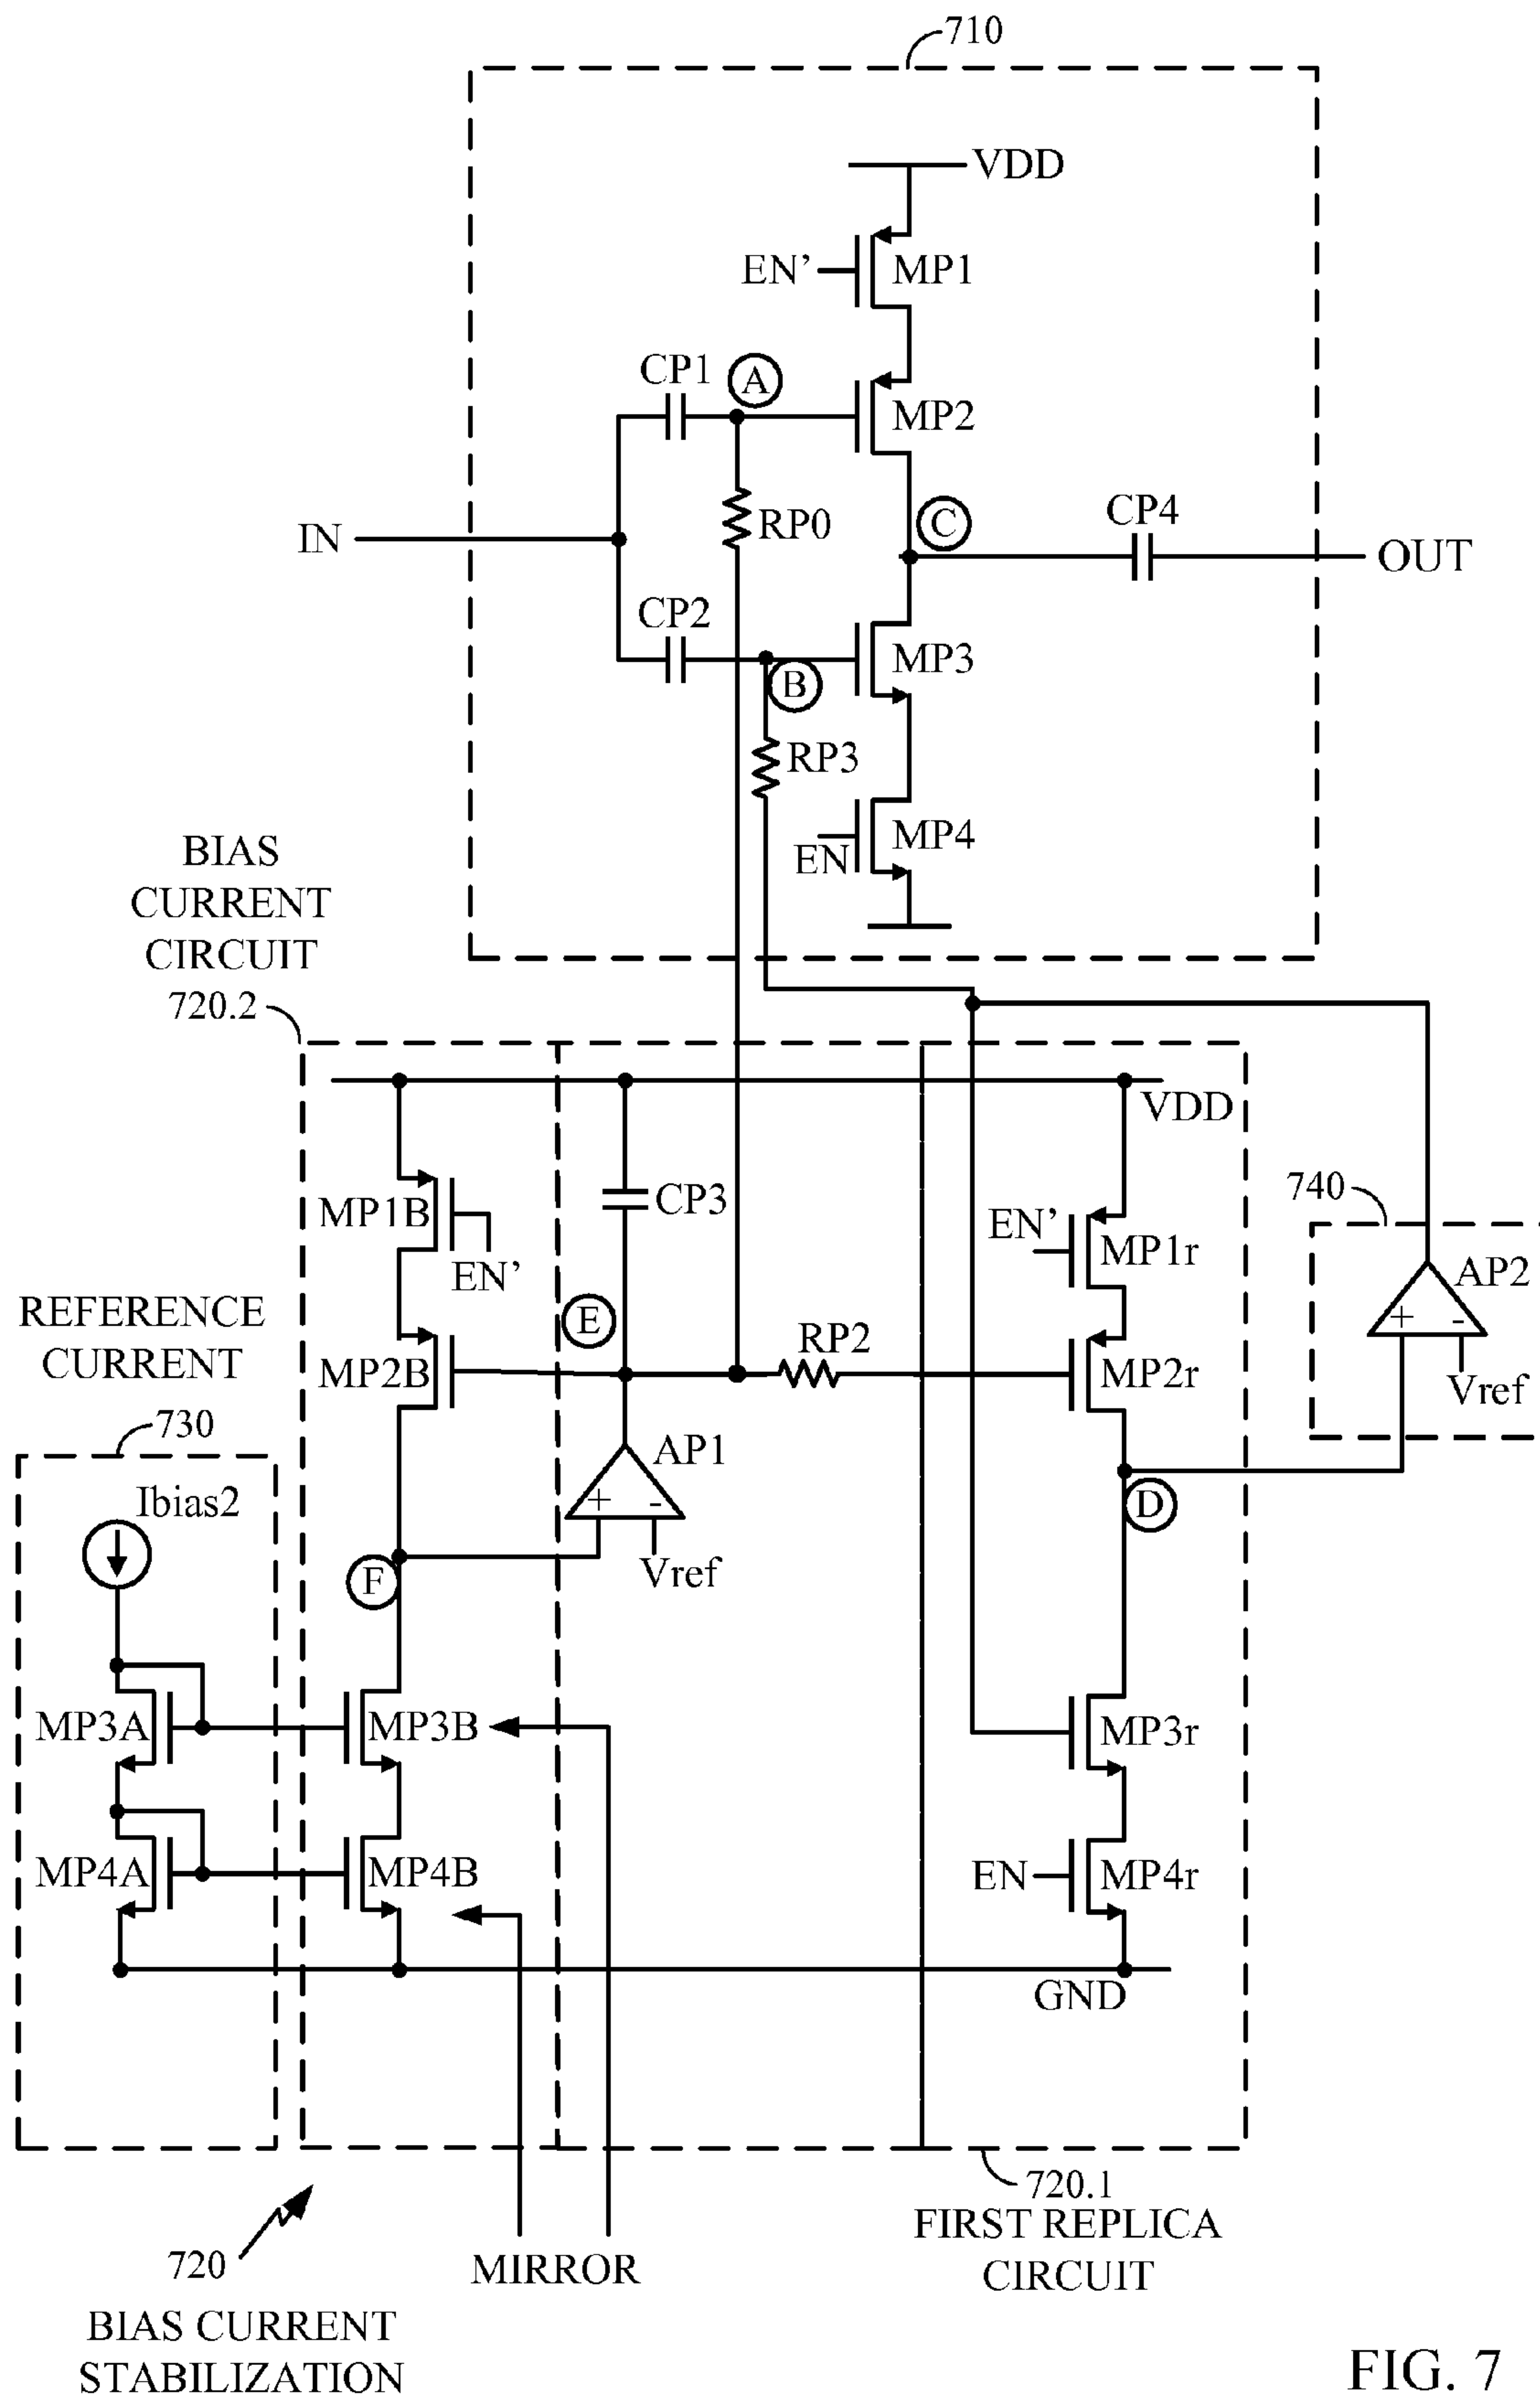 710
VDD
EN’
MP1
CP1
A
MP2
RP0
C
CP4
IN
OUT
CP2
MP3
B
RP3
MP4
EN
BIAS
CURRENT
CIRCUIT
720.2
VDD
MP1B
EN’
CP3
EN’
MP1r
740
AP2
+
-
Vref
REFERENCE
CURRENT
E
MP2B
RP2
MP2r
730
Ibias2
AP1
+
-
Vref
D
F
MP3A
MP3B
MP3r
MP4A
MP4B
EN
MP4r
GND
720.1
FIRST REPLICA
CIRCUIT
720
MIRROR
BIAS CURRENT
STABILIZATION
FIG. 7